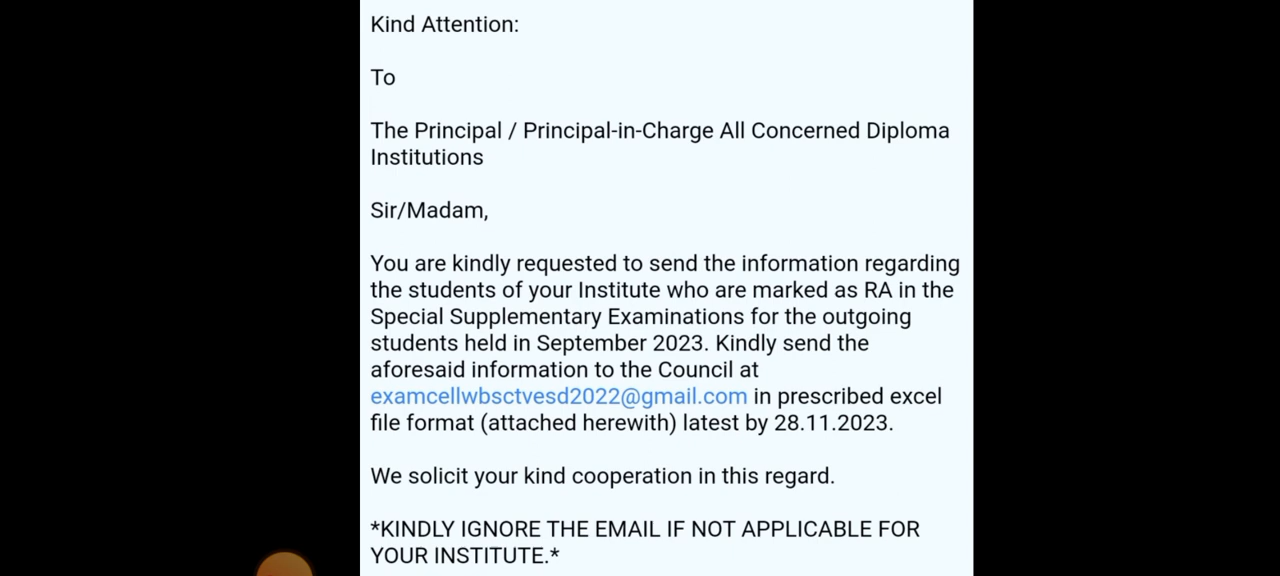 Kind Attention:
To
The Principal / Principal-in-Charge All Concerned Diploma
Institutions
Sir/Madam,
You are kindly requested to send the information regarding
the students of your Institute who are marked as RA in the
Special Supplementary Examinations for the outgoing
students held in September 2023. Kindly send the
aforesaid information to the Council at
examcellwbsctvesd2022@gmail.com in prescribed excel
file format (attached herewith) latest by 28.11.2023.
We solicit your kind cooperation in this regard.
*KINDLY IGNORE THE EMAIL IF NOT APPLICABLE FOR
YOUR INSTITUTE.*